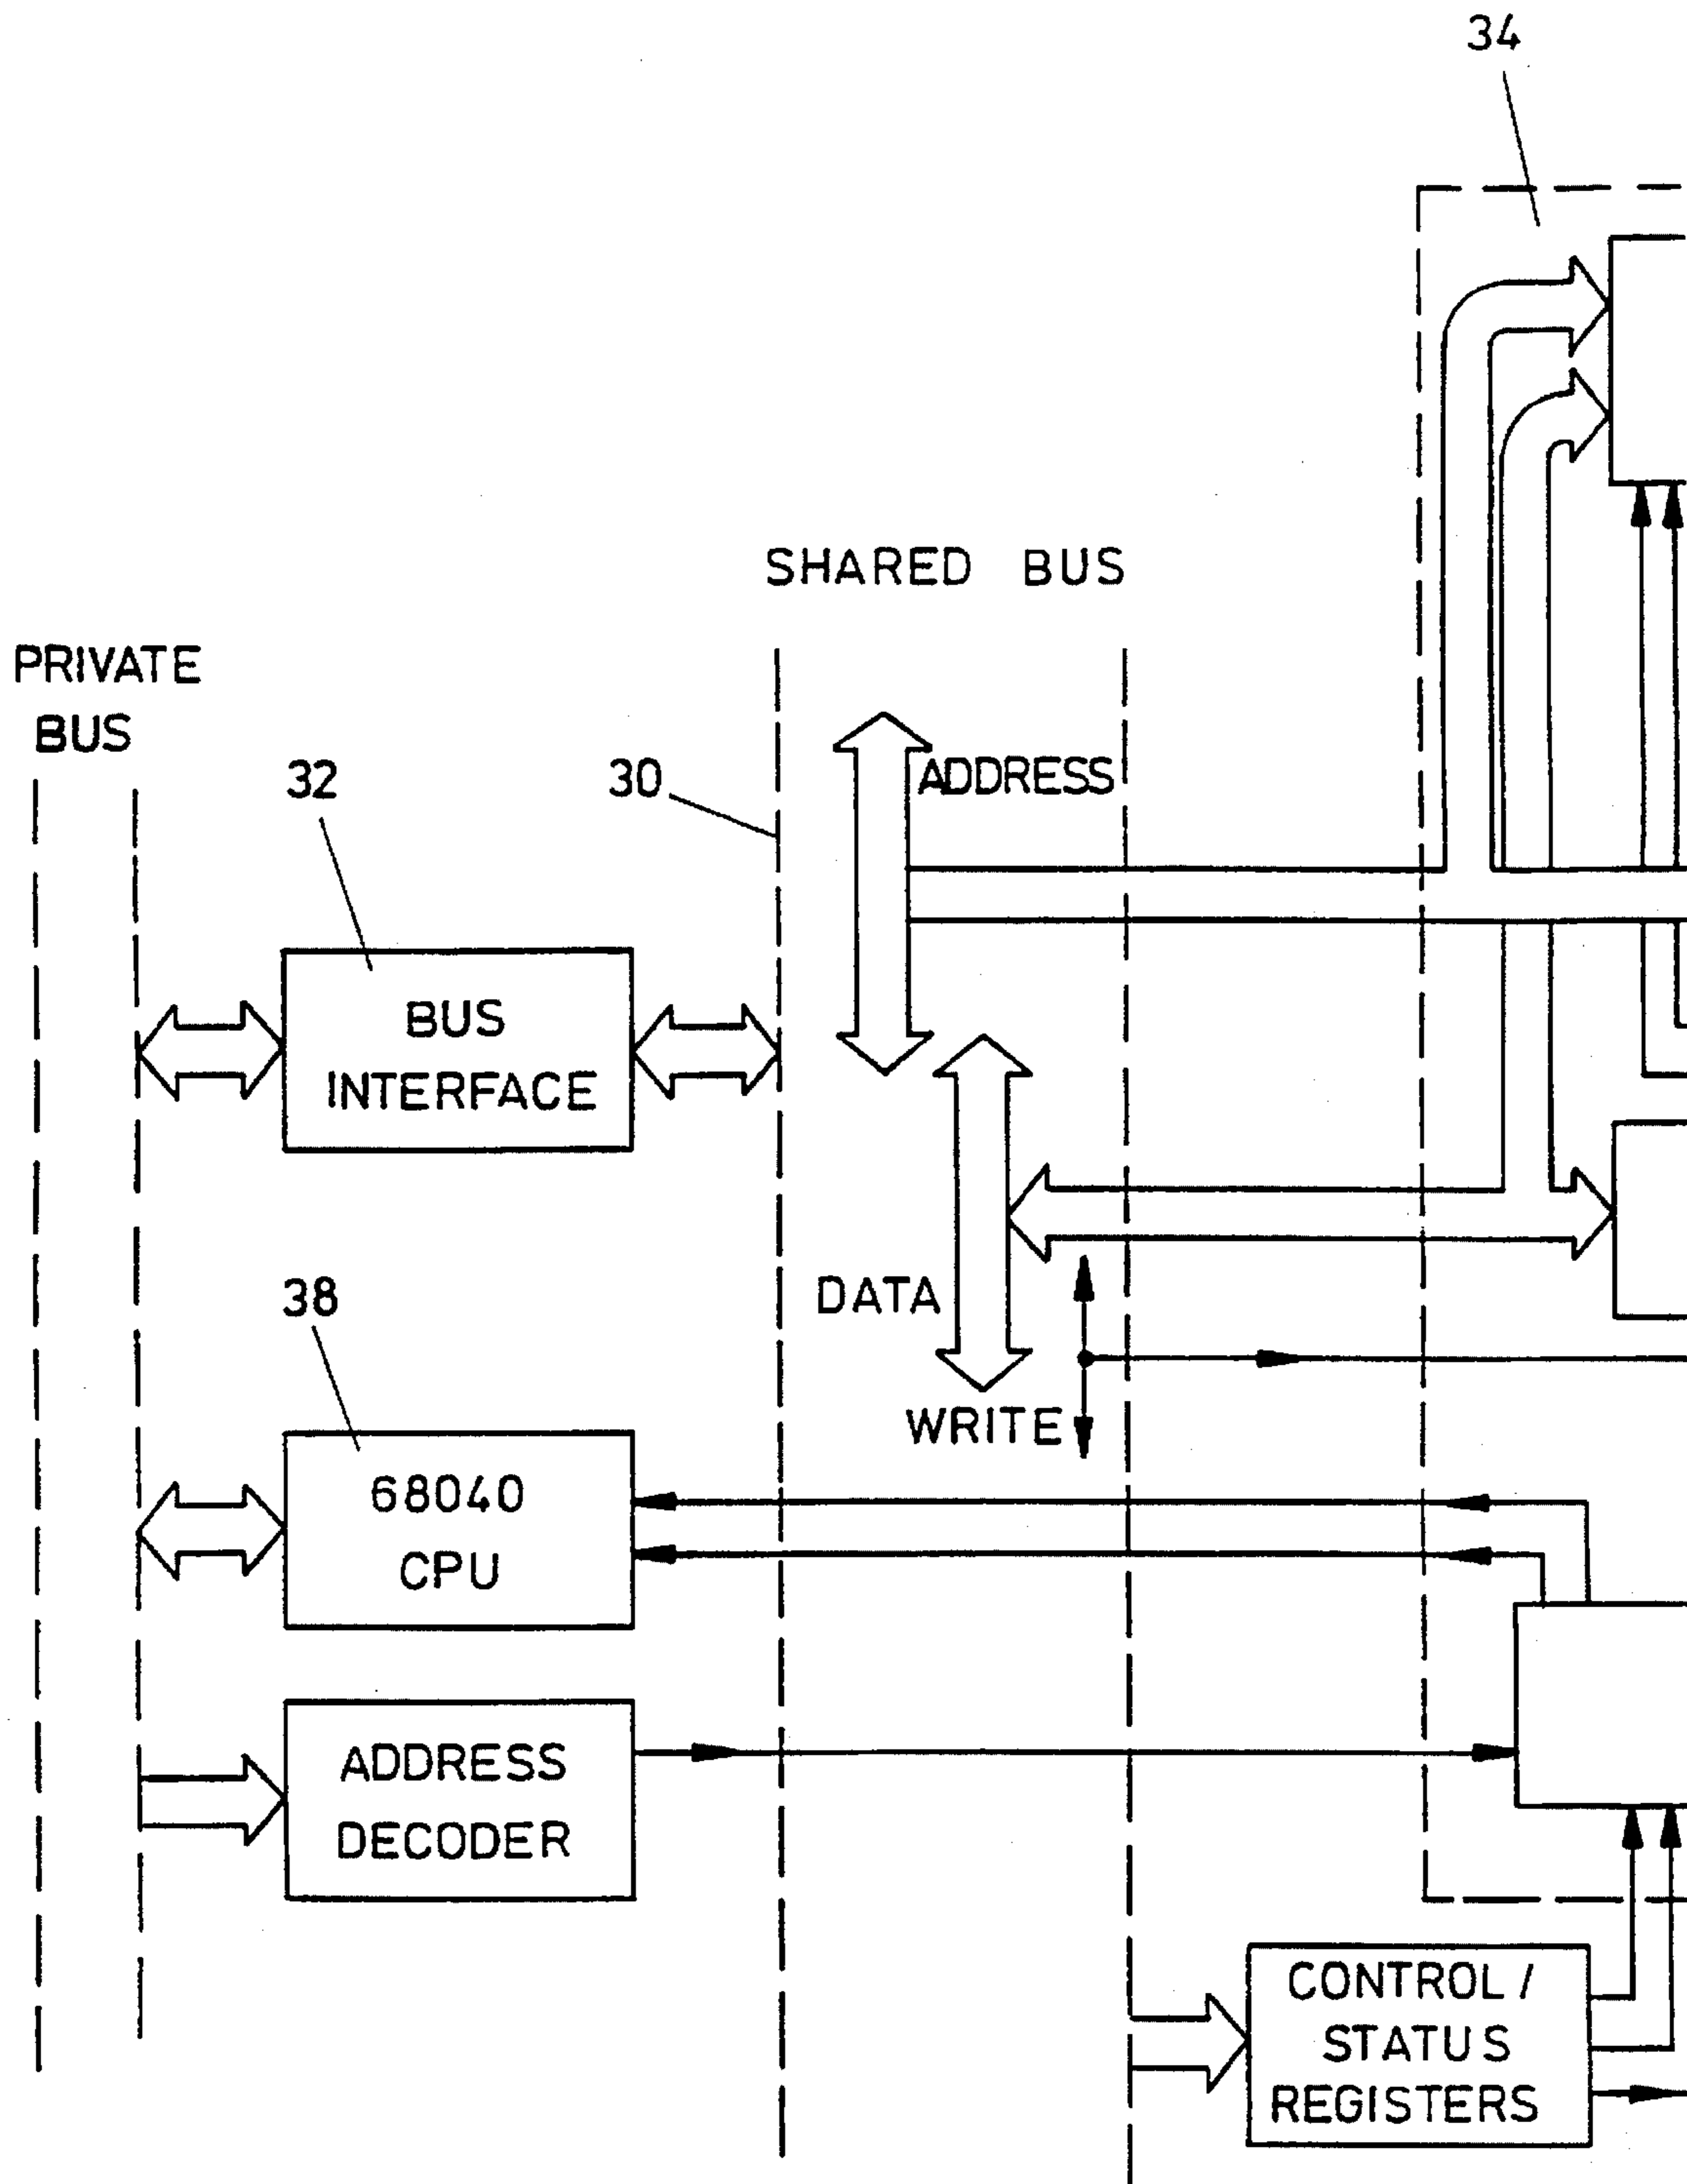 34
SHARED BUS
PRIVATE
BUS
32
30
ADDRESS
BUS
INTERFACE
38
DATA
WRITE
68040
CPU
ADDRESS
DECODER
CONTROL /
STATUS
REGISTERS